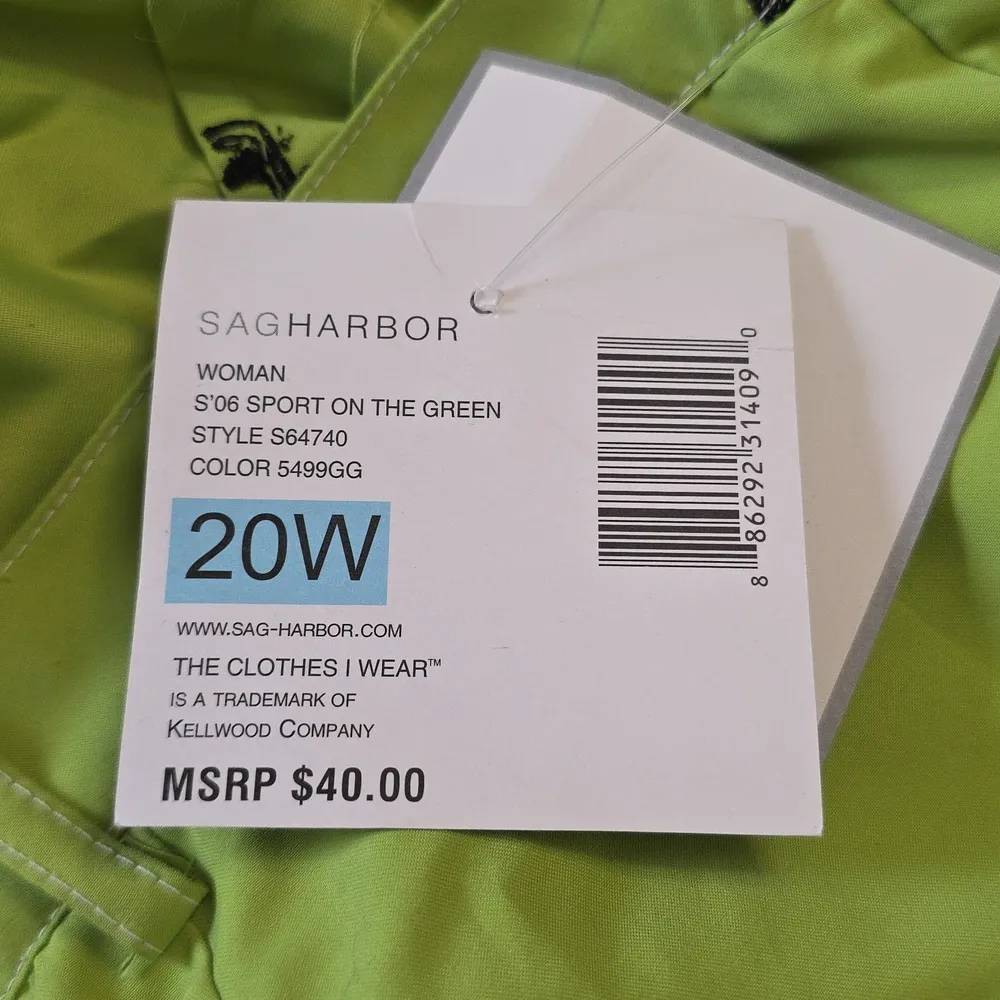 SAGHARBOR
WOMAN
S'06 SPORT ON THE GREEN
STYLE S64740
COLOR 5499GG
20W
WWW.SAG-HARBOR.COM
THE CLOTHES I WEAR™
IS A TRADEMARK OF
KELLWOOD COMPANY
MSRP $40.00
8 86292 31409 0